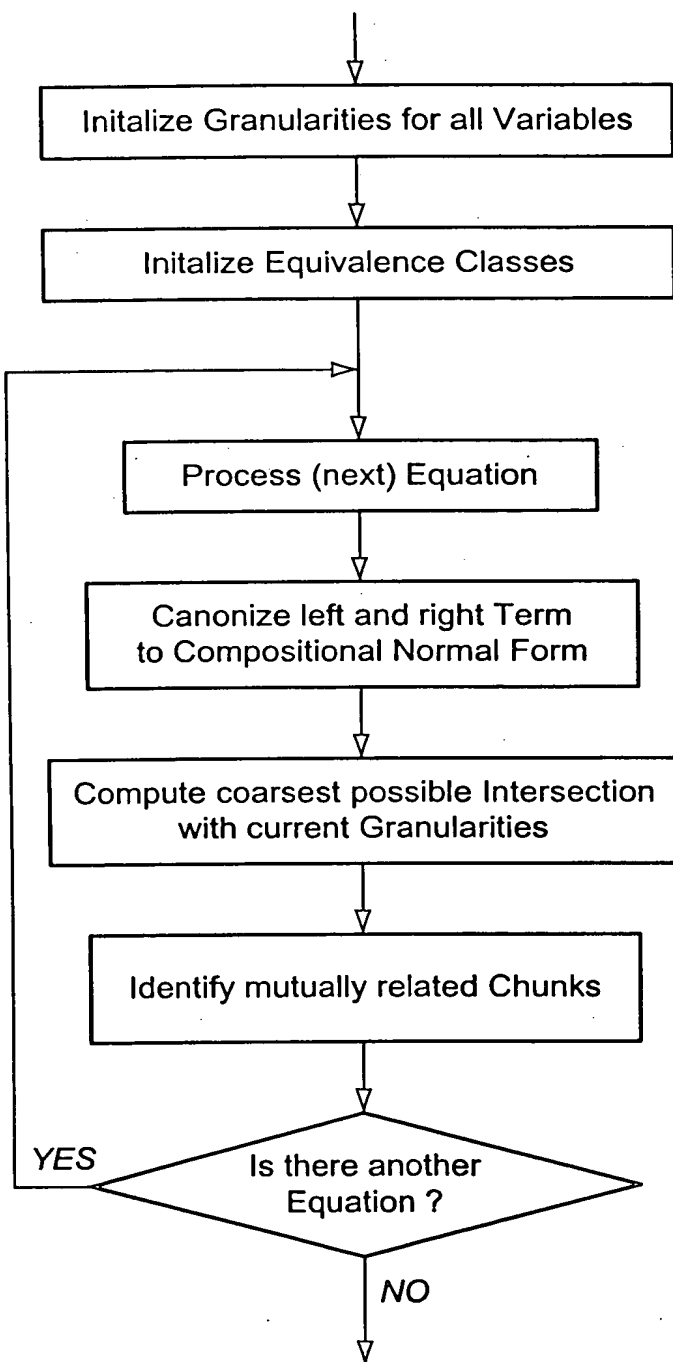 Initalize Granularities for all Variables
Initalize Equivalence Classes
Process (next) Equation
Canonize left and right Term
to Compositional Normal Form
Compute coarsest possible Intersection
with current Granularities
Identify mutually related Chunks
Is there another
Equation ?
YES
NO